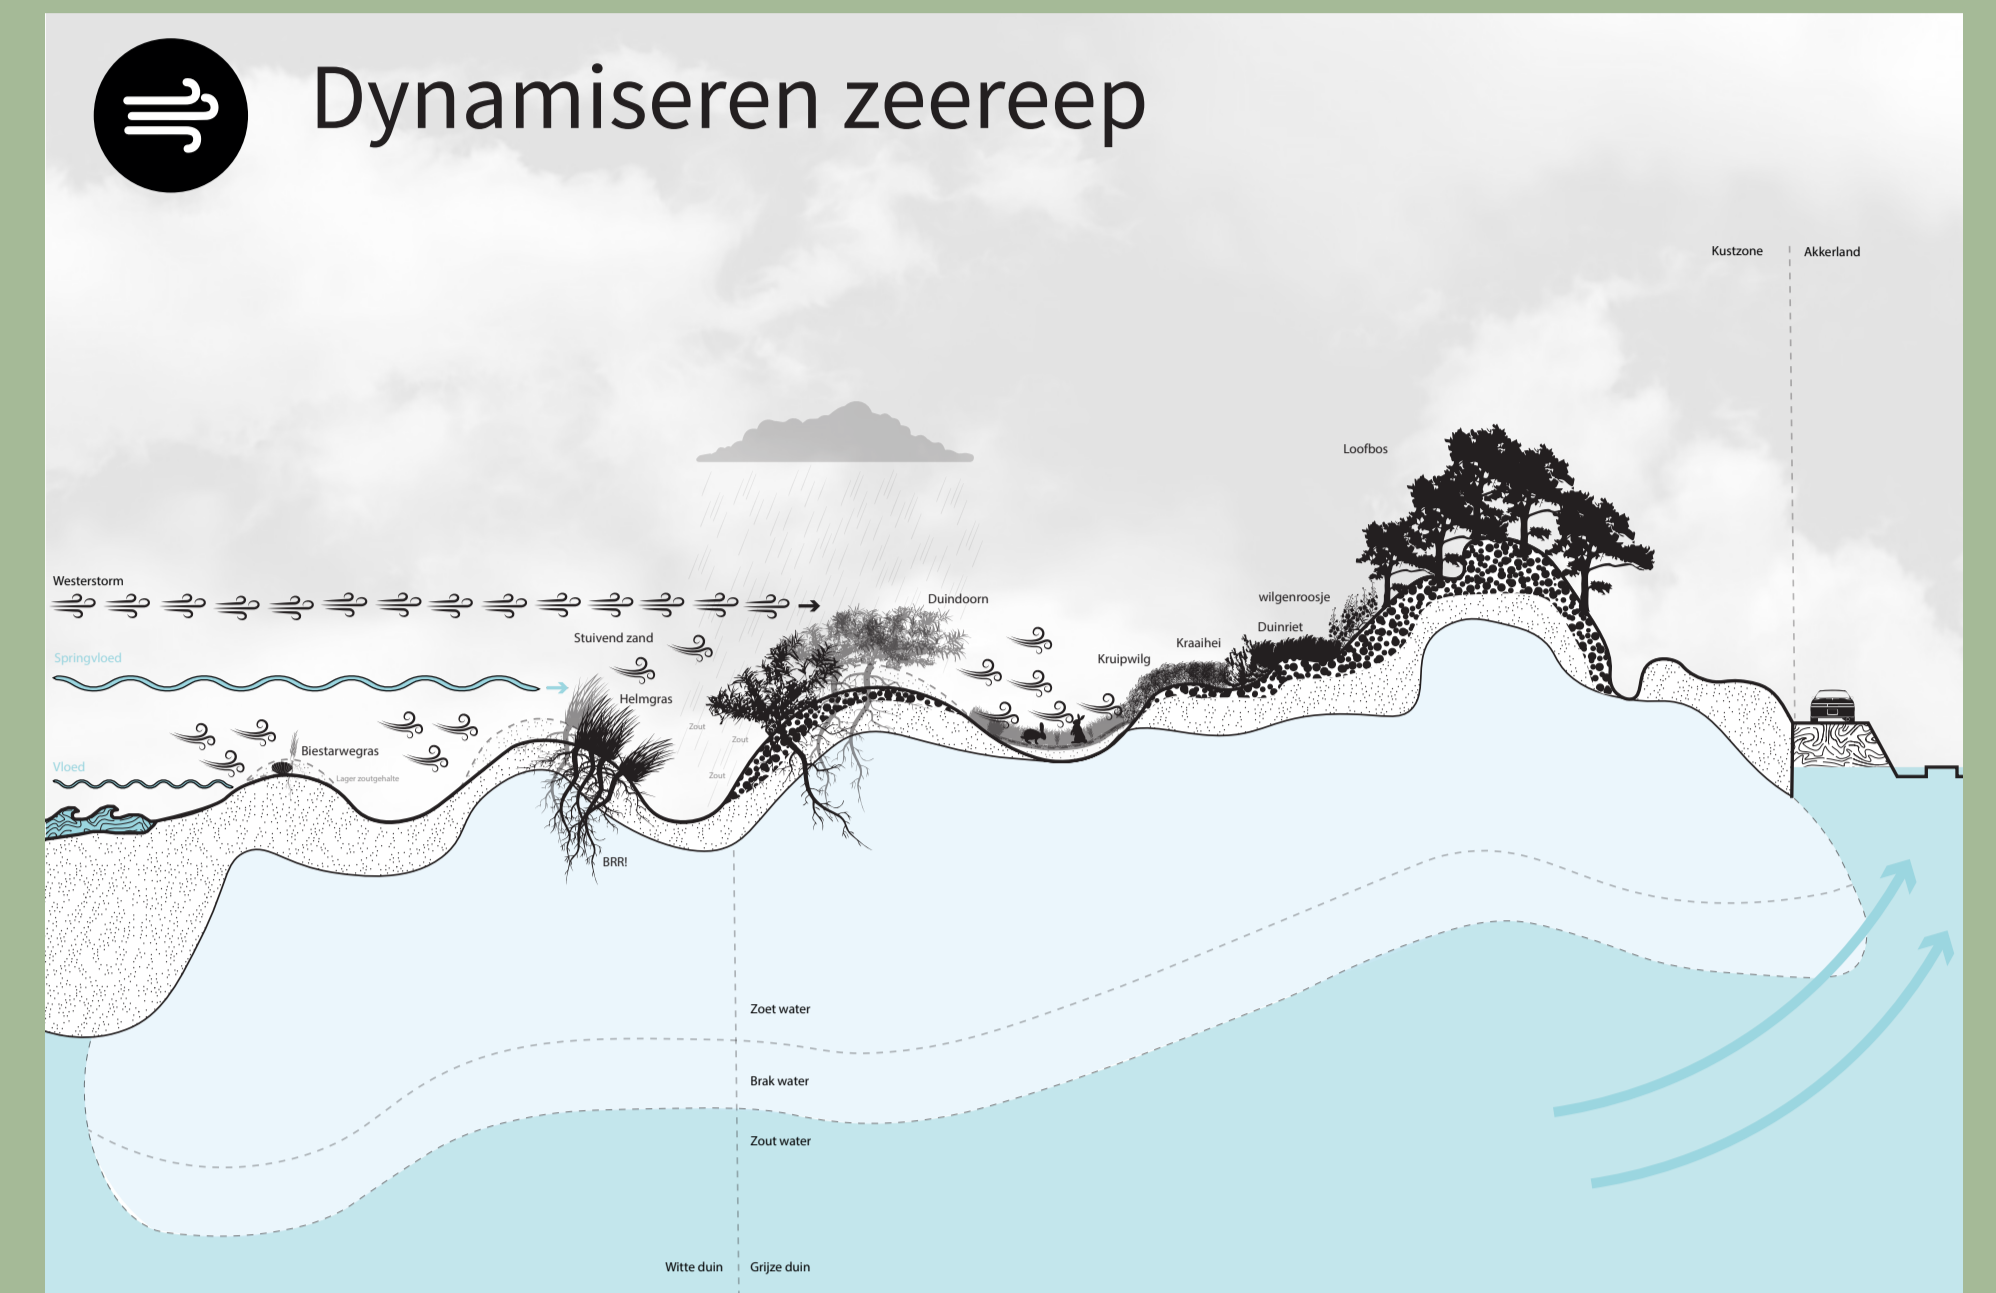 Dynamiseren zeereep
Kustzone
Akkerland
Loofbos
Westerstorm
Duindoorn
wilgenroosje
Duinriet
Stuivend zand
Kraaihei
Springvloed
Kruipwilg
Helmgras
Zout
Zout
Biestarwegras
Vloed
Lager zoutgehalte
Zout
BRR!
Zoet water
Brak water
Zout water
Witte duin
Grijze duin